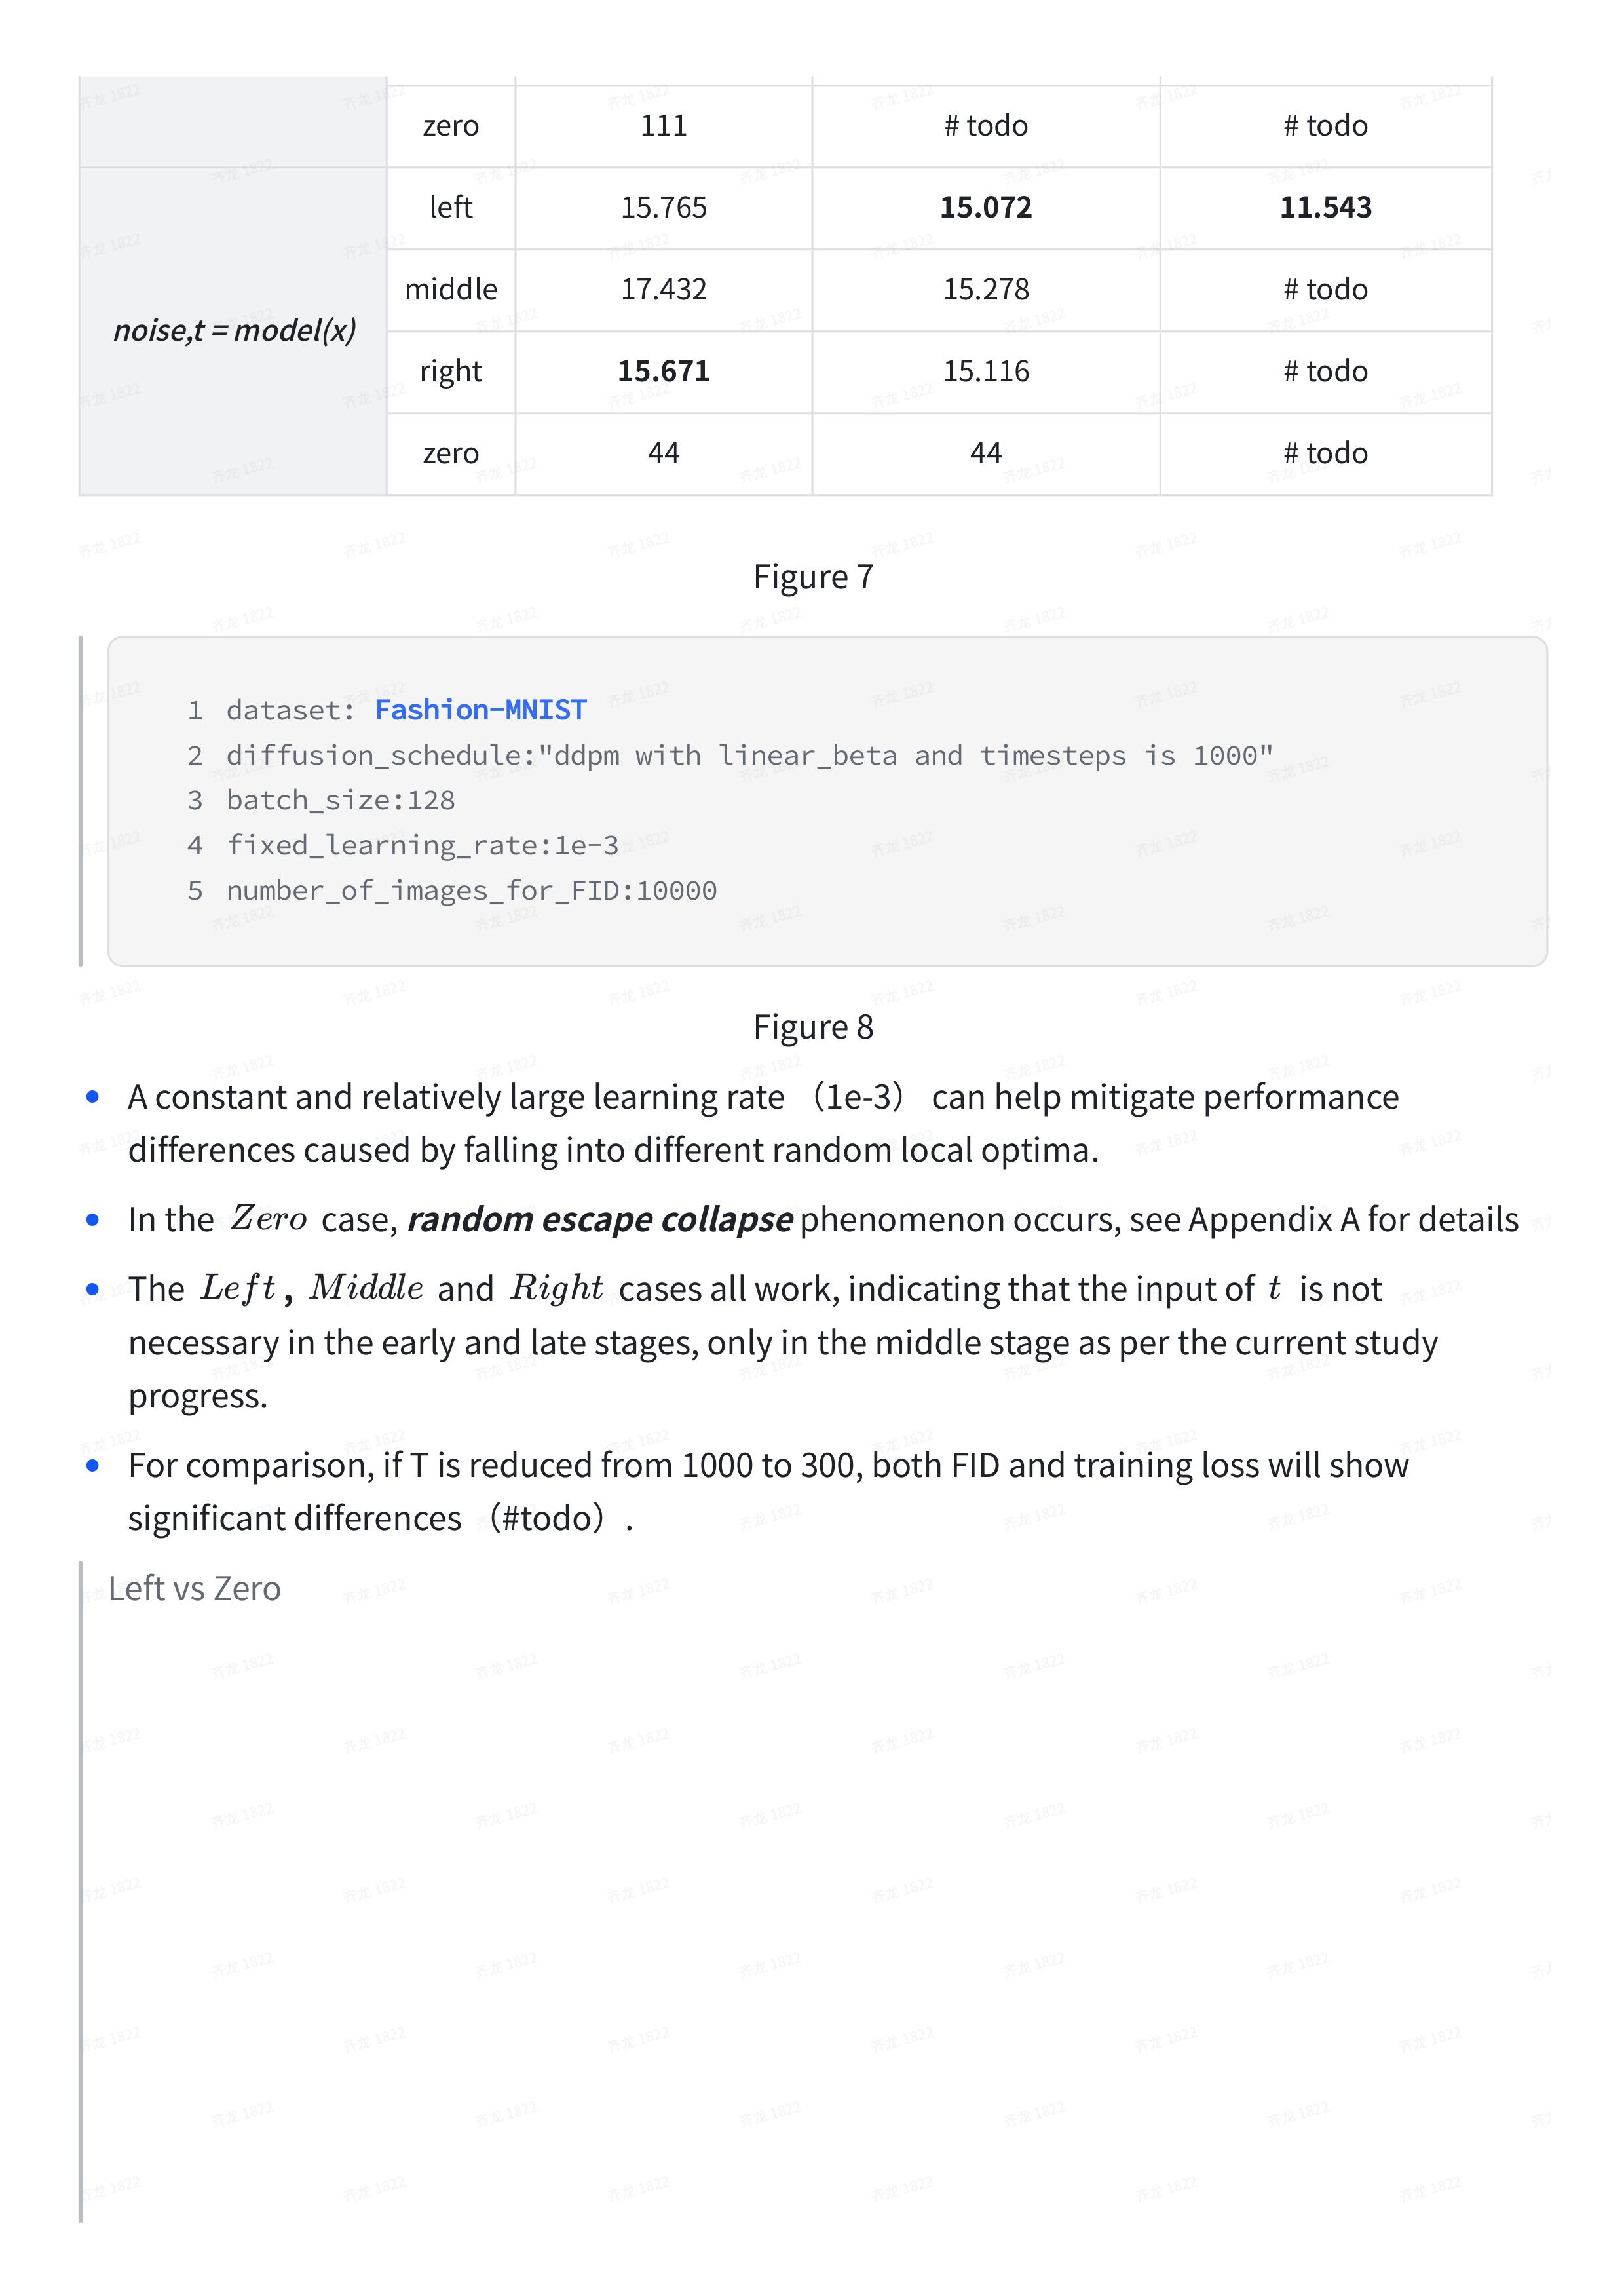 zero 111 # todo # todo
left 15.765 15.072 11.543
middle 17.432 15.278 # todo
noise,t = model(x)
right 15.671 15.116 # todo
zero 44 44 # todo
Figure 7
1 dataset: Fashion-MNIST
2 diffusion_schedule:"ddpm with linear_beta and timesteps is 1000"
3 batch_size:128
4 fixed_learning_rate:1e-3
5 number_of_images_for_FID:10000
Figure 8
• A constant and relatively large learning rate （1e-3） can help mitigate performance
differences caused by falling into different random local optima.
• In the Zero case, random escape collapse phenomenon occurs, see Appendix A for details
• The Left , Middle and Right cases all work, indicating that the input of t is not
necessary in the early and late stages, only in the middle stage as per the current study
progress.
• For comparison, if T is reduced from 1000 to 300, both FID and training loss will show
significant differences （#todo）.
Left vs Zero
齐龙 1822